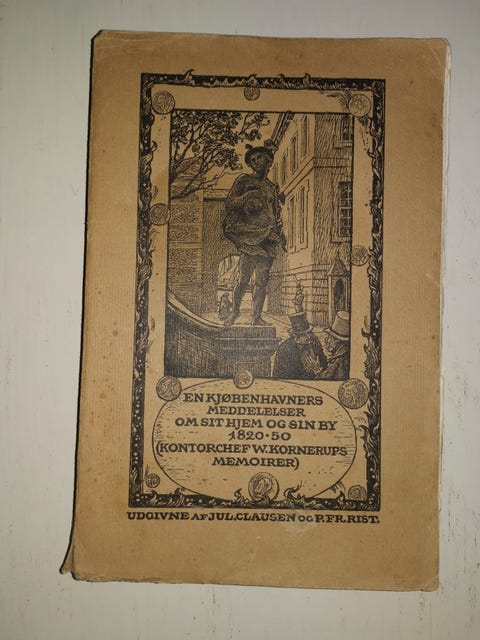 EN KJØBENHAVNERS
MEDDELELSER
OM SIT HJEM OG SIN BY
1820-50
(KONTORCHEF W. KORNERUPS
MEMOIRER)
UDGIVNE AF JUL. CLAUSEN OG P. FR. RIST.